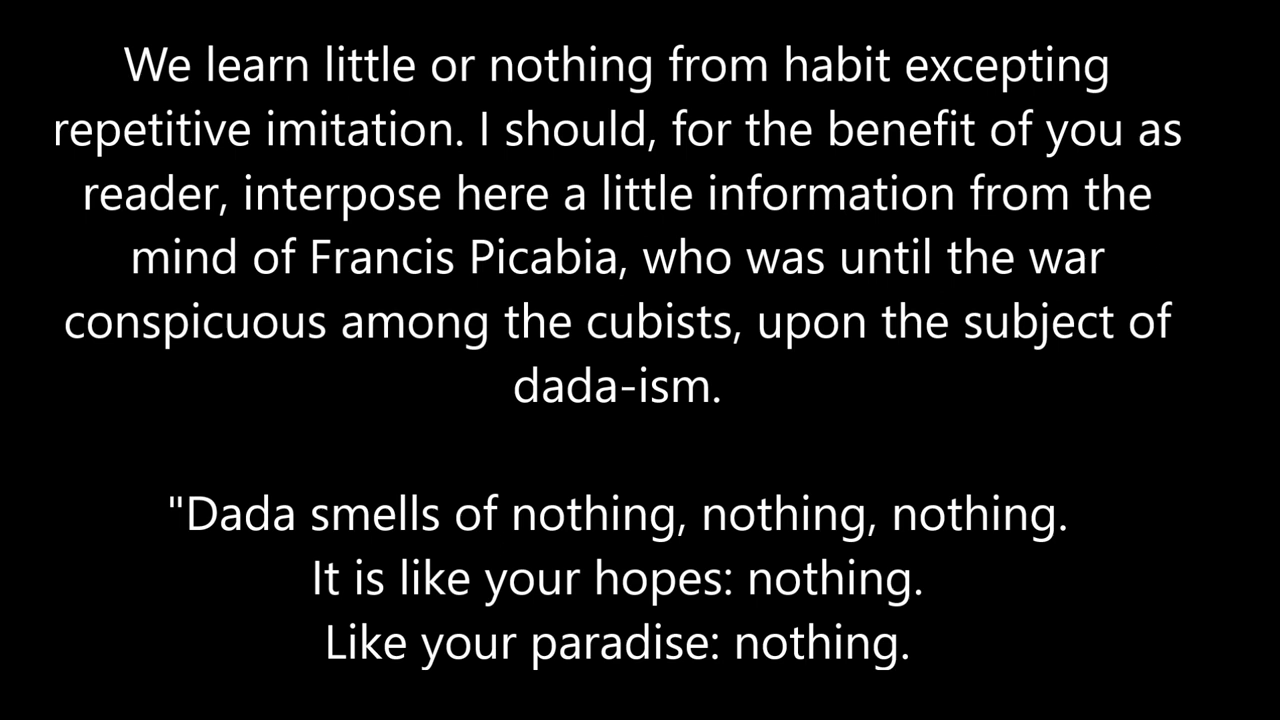 We learn little or nothing from habit excepting
repetitive imitation. I should, for the benefit of you as
reader, interpose here a little information from the
mind of Francis Picabia, who was until the war
conspicuous among the cubists, upon the subject of
dada-ism.
"Dada smells of nothing, nothing, nothing.
It is like your hopes: nothing.
Like your paradise: nothing.